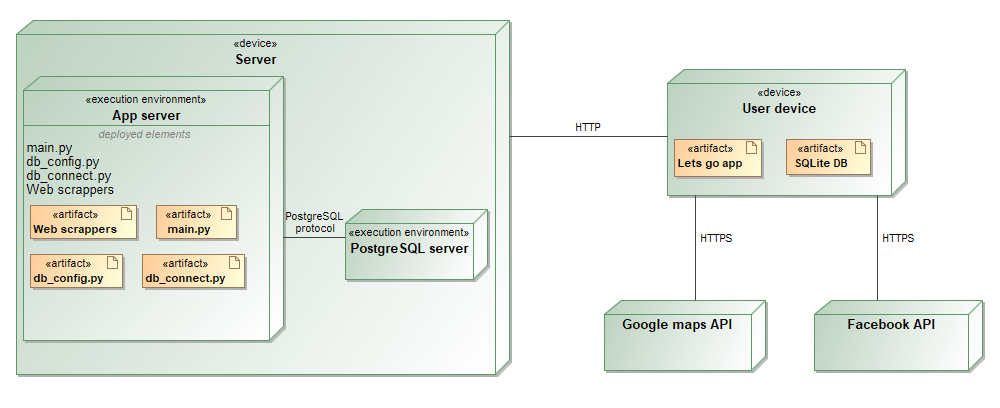 «device»
Server
«execution environment»
App server
deployed elements
main.py
db_config.py
db_connect.py
Web scrappers
«artifact»
Web scrappers
«artifact»
main.py
«artifact»
db_config.py
«artifact»
db_connect.py
PostgreSQL
protocol
«execution environment»
PostgreSQL server
HTTP
«device»
User device
«artifact»
Lets go app
«artifact»
SQLite DB
HTTPS
HTTPS
Google maps API
Facebook API